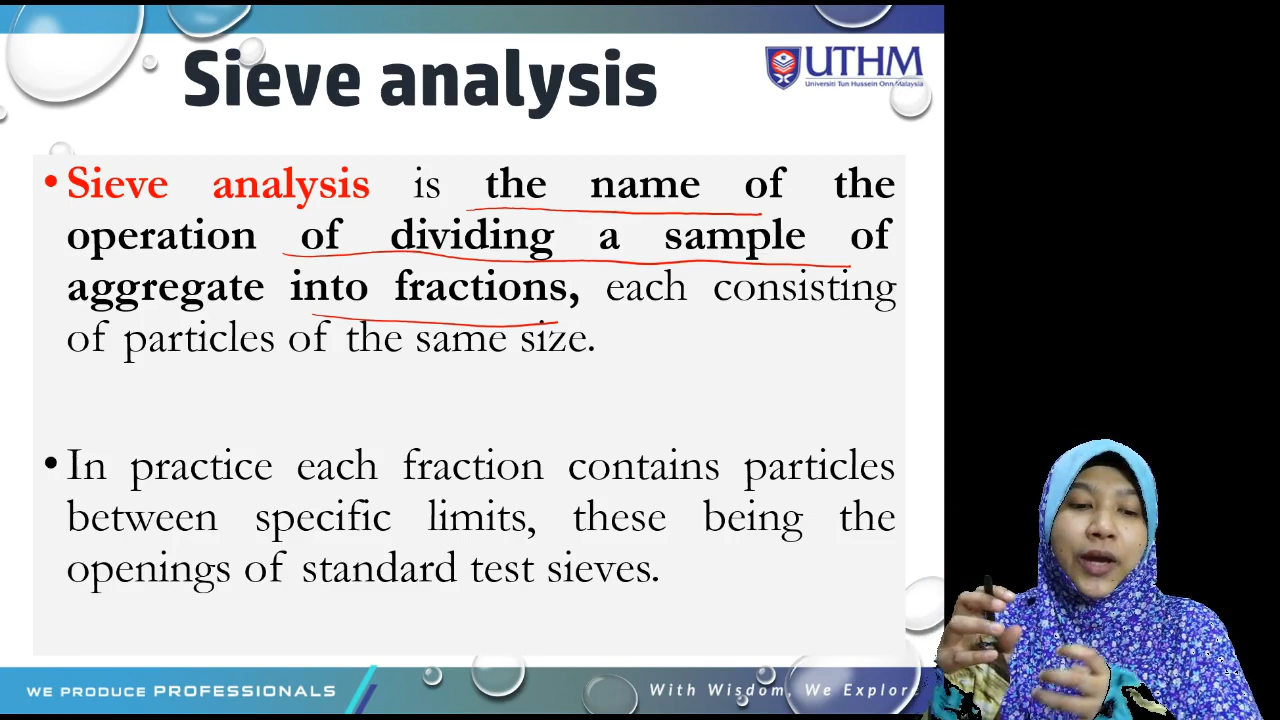 Sieve analysis
UTHM
Universiti Tun Hussein Onn Malaysia
• Sieve analysis is the name of the
operation of dividing a sample of
aggregate into fractions, each consisting
of particles of the same size.
• In practice each fraction contains particles
between specific limits, these being the
openings of standard test sieves.
WE PRODUCE PROFESSIONALS
With Wisdom, We Explor